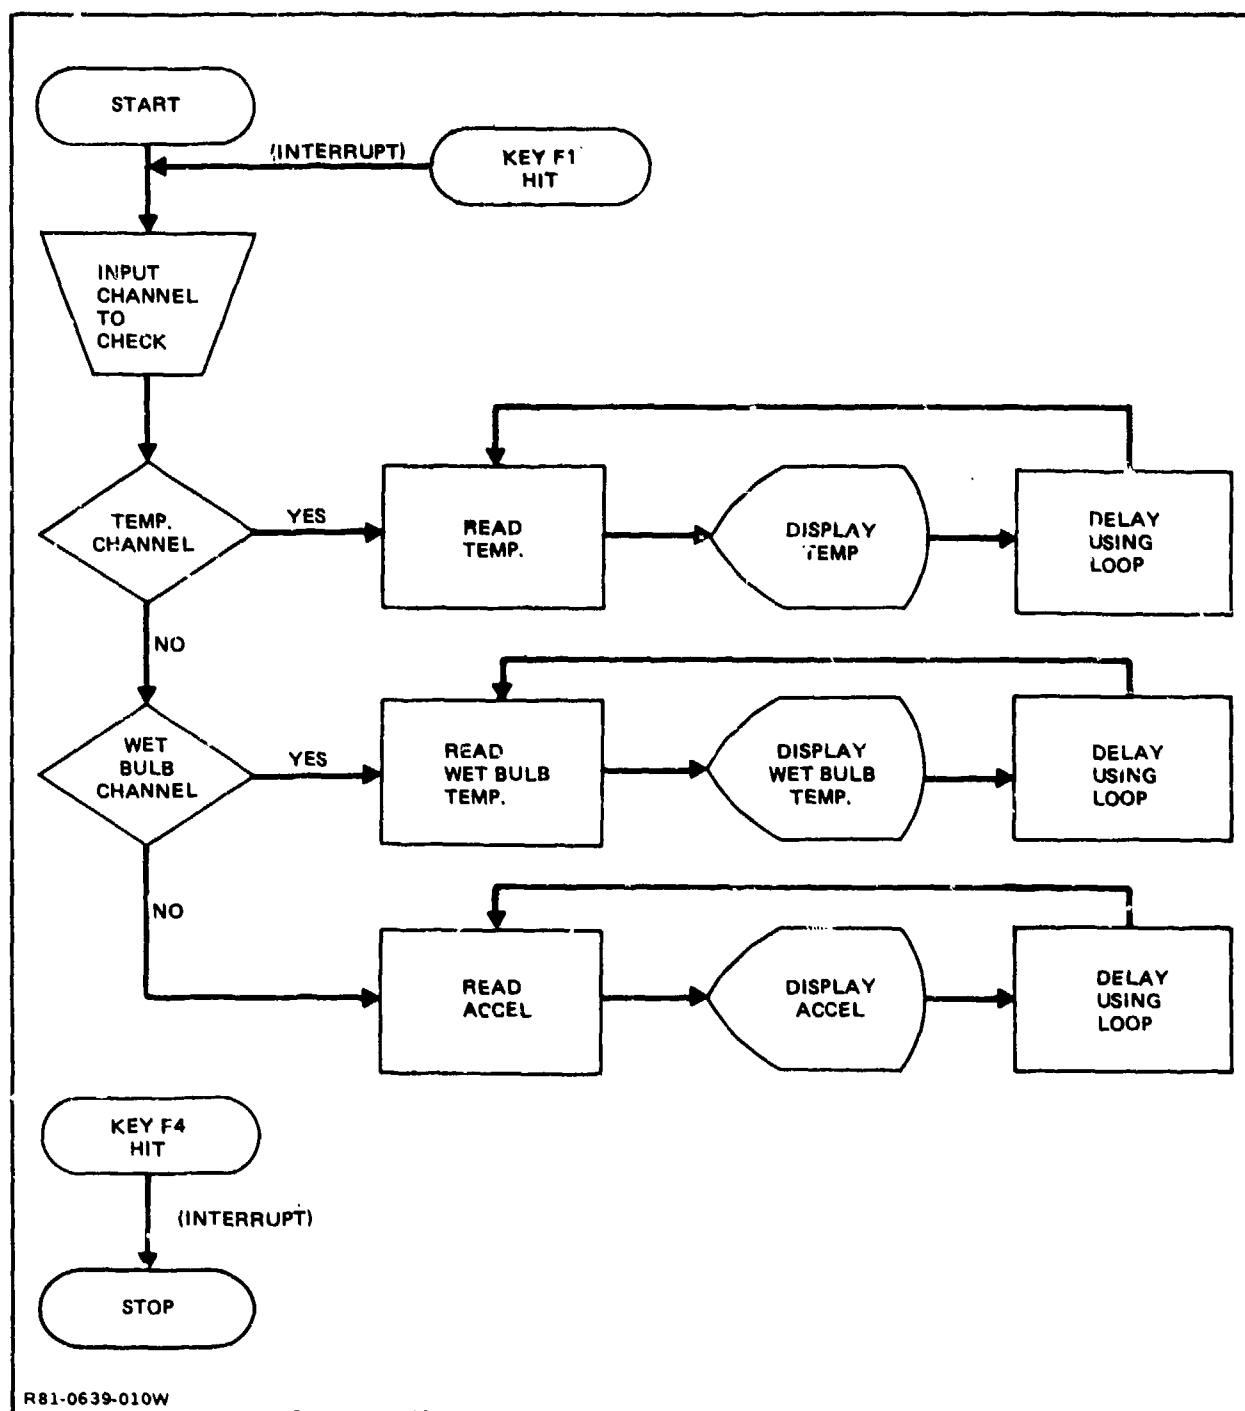 START
(INTERRUPT)
KEY F1
HIT
INPUT
CHANNEL
TO
CHECK
TEMP.
CHANNEL
YES
READ
TEMP.
DISPLAY
TEMP
DELAY
USING
LOOP
NO
WET
BULB
CHANNEL
YES
READ
WET BULB
TEMP.
DISPLAY
WET BULB
TEMP.
DELAY
USING
LOOP
NO
READ
ACCEL
DISPLAY
ACCEL
DELAY
USING
LOOP
KEY F4
HIT
(INTERRUPT)
STOP
R81-0639-010W